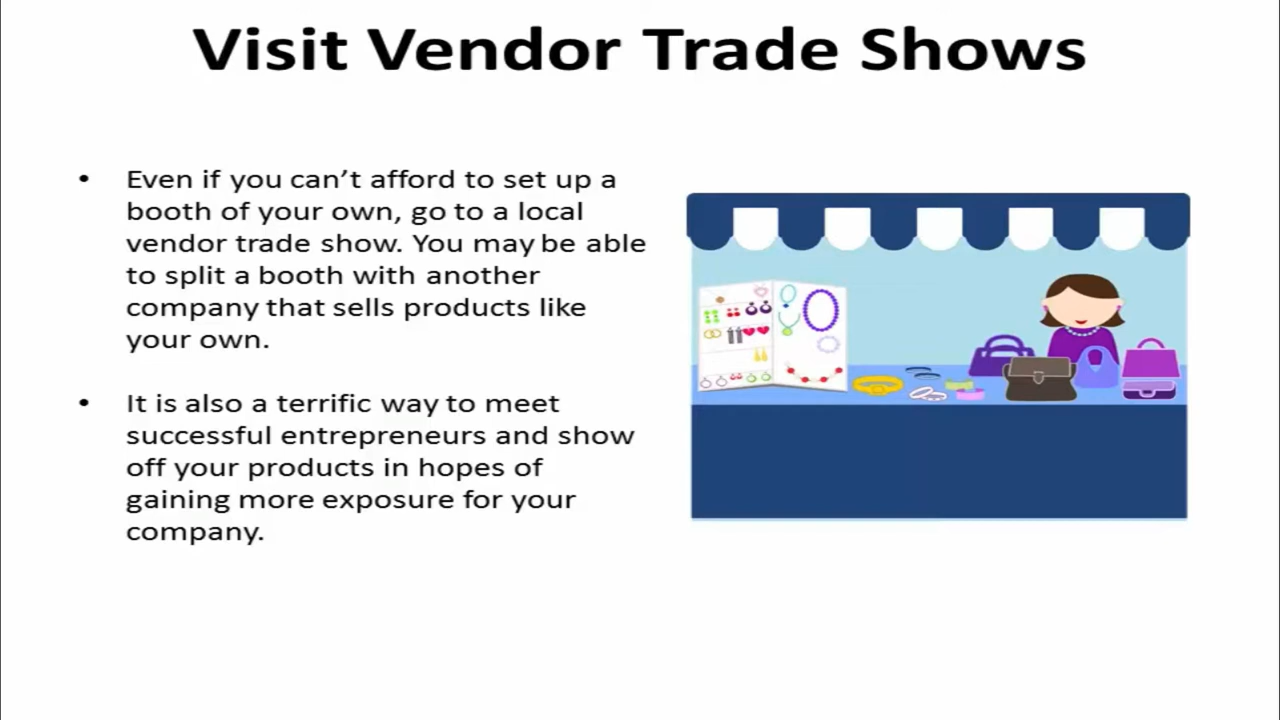 Visit Vendor Trade Shows
• Even if you can’t afford to set up a
booth of your own, go to a local
vendor trade show. You may be able
to split a booth with another
company that sells products like
your own.
• It is also a terrific way to meet
successful entrepreneurs and show
off your products in hopes of
gaining more exposure for your
company.